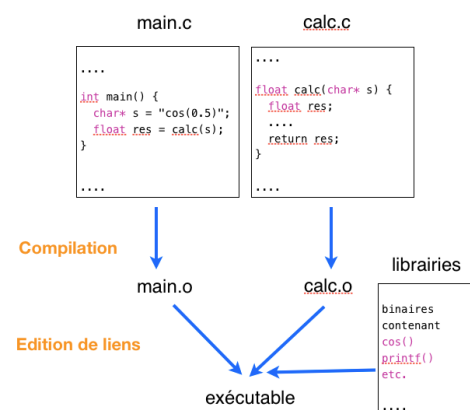 main.c
calc.c
....
int main() {
char* s = "cos(0.5)";
float res = calc(s);
}
....
....
float calc(char* s) {
float res;
....
return res;
}
....
Compilation
main.o
calc.o
librairies
binaires
contenant
cos()
printf()
etc.
....
Edition de liens
exécutable